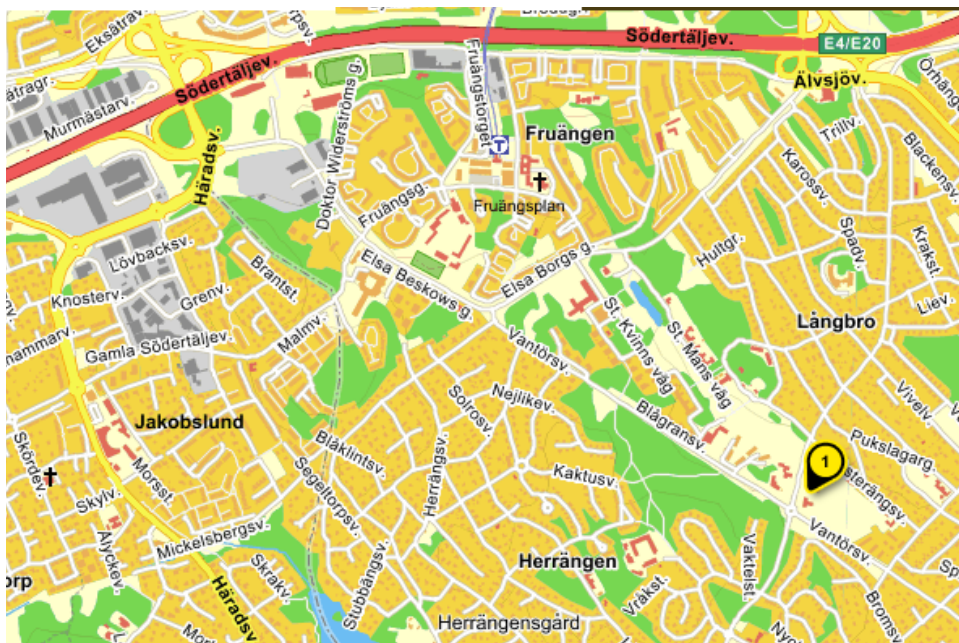 Södertäljev.
E4/E20
Eksätrav.
Älvsjöv.
Södertäljev.
Murmästarv.
Häradsv.
Doktor Widerströms g.
Fruängstorget
T
Fruängen
Trillv.
Blackensv.
Karossv.
Fruängsg.
Fruängsplan
Spadv.
Krakst.
Hultgr.
Lövbacksv.
Elsa Borgs g.
Elsa Beskows g.
Brantst.
Knosterv.
Grenv.
Liev.
Långbro
Malmv.
St. Kvinns väg
St. Mans väg
Vantörsv.
Gamla Södertäljev.
Nejlikev.
Solrosv.
Jakobslund
Blågransv.
Vivelv.
Pukslagarg.
Blåklintsv.
Herrängsv.
Kaktusv.
1
Skördev.
Morsst.
Skylv.
Segeltorpsv.
Vantörsv.
Mickelsbergsv.
Ålyckev.
Herrängen
Vaktelst.
Skrakv.
Stubbängsv.
Vråkst.
Bromsv.
Häradsv.
Herrängensgård